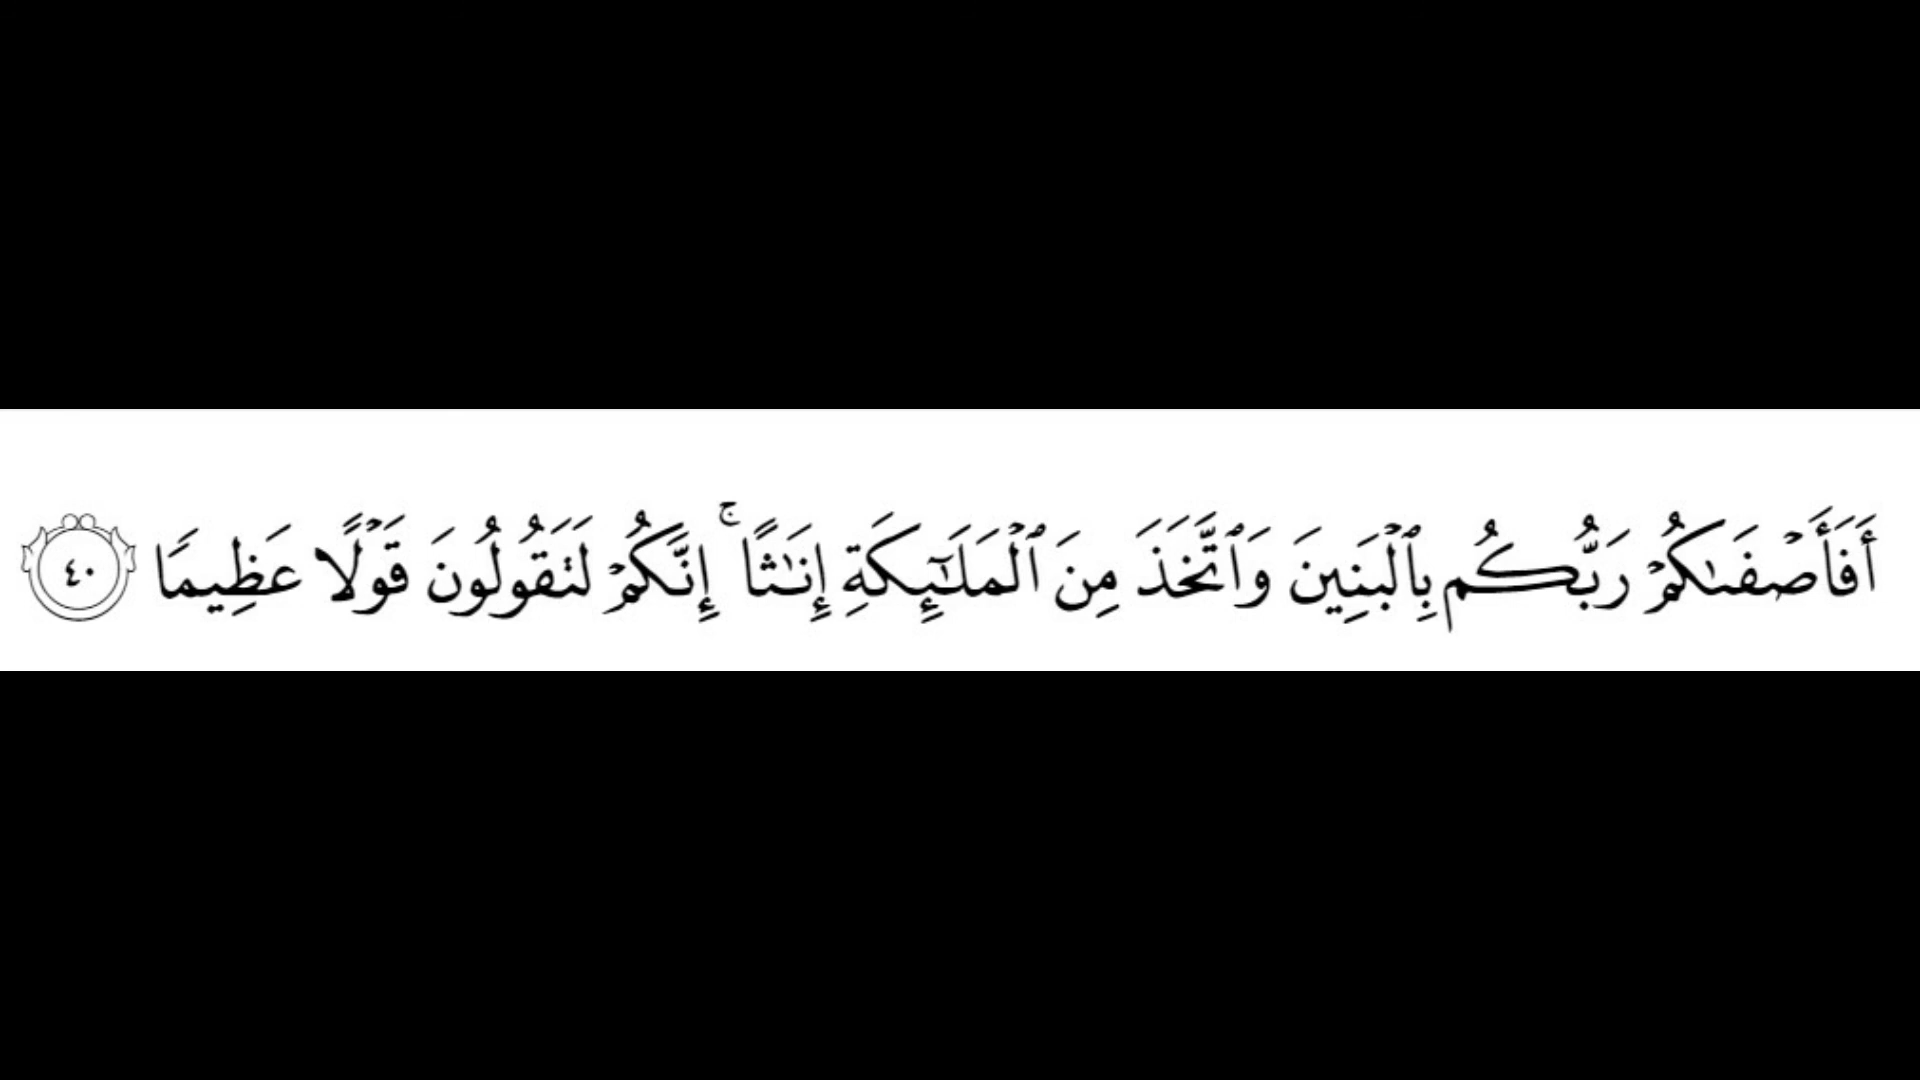 أَفَأَصْفَىٰكُمْ رَبُّكُم بِٱلْبَنِينَ وَٱتَّخَذَ مِنَ ٱلْمَلَـٰٓئِكَةِ إِنَـٰثًا ۚ إِنَّكُمْ لَتَقُولُونَ قَوْلًا عَظِيمًا ٤٠